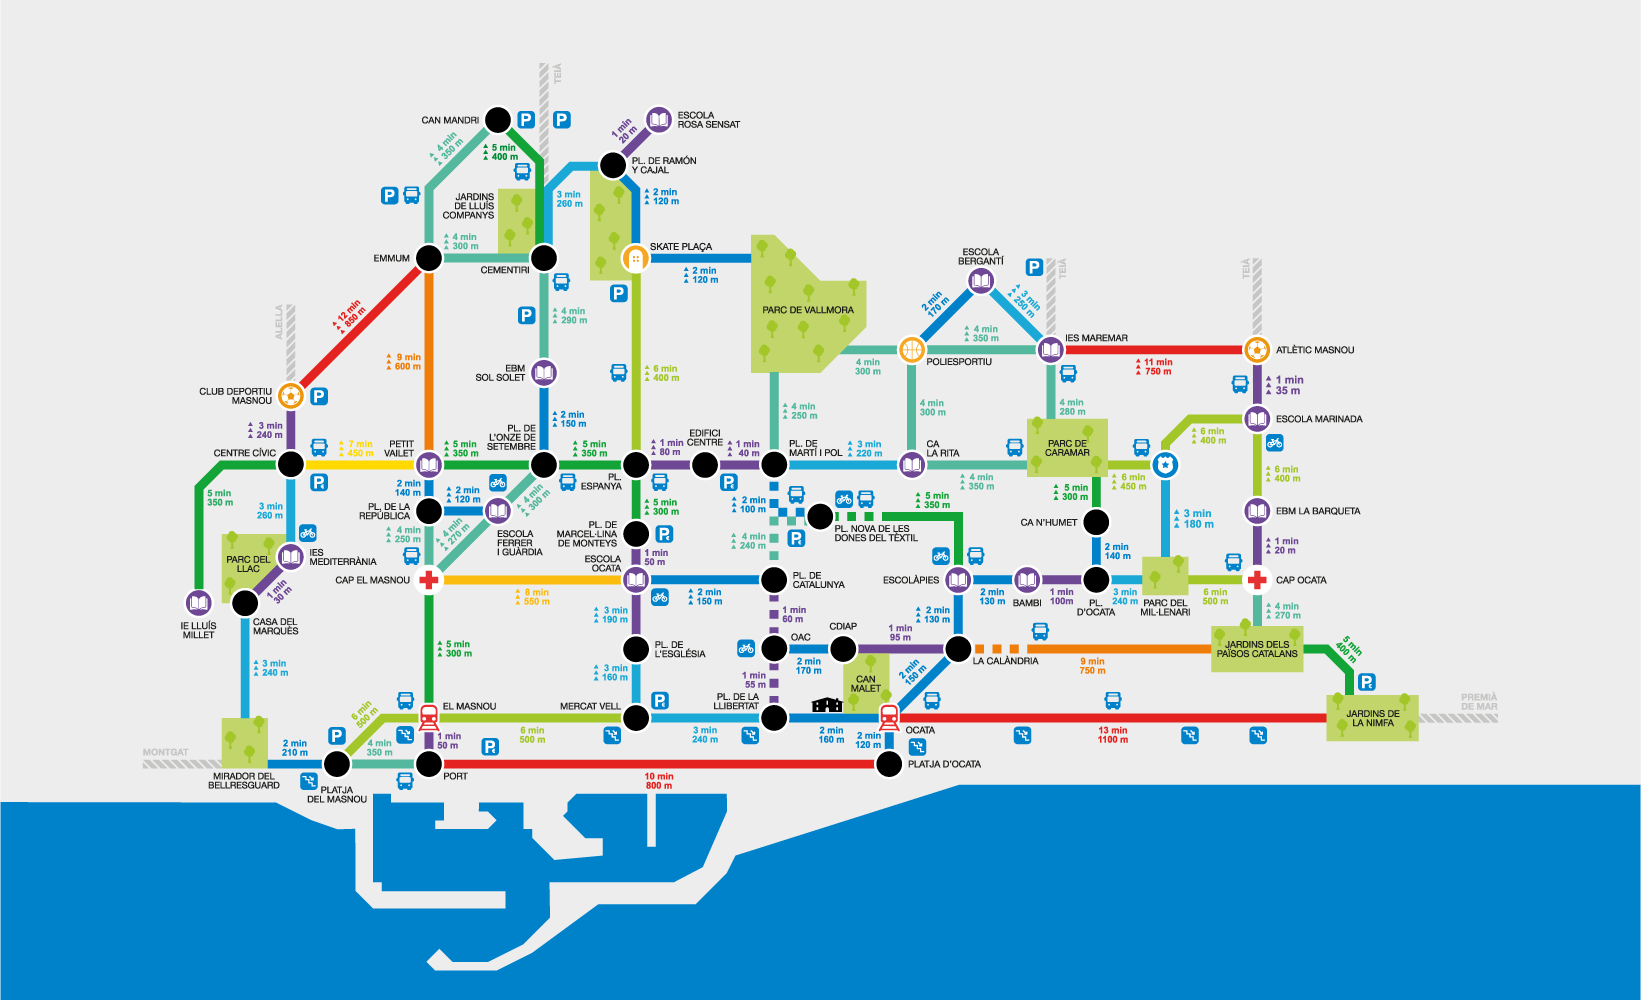 TEIÀ
CAN MANDRI
P
P
ESCOLA
ROSA SENSAT
1 min
20 m
4 min
350 m
5 min
400 m
PL. DE RAMÓN
Y CAJAL
P
JARDINS
DE LLUÍS
COMPANYS
3 min
260 m
2 min
120 m
4 min
300 m
EMMUM
CEMENTIRI
SKATE PLAÇA
2 min
120 m
P
ESCOLA
BERGANTÍ
P
TEIÀ
TEIÀ
12 min
850 m
ALELLA
P
4 min
290 m
PARC DE VALLMORA
2 min
170 m
3 min
250 m
4 min
350 m
IES MAREMAR
9 min
600 m
EBM
SOL SOLET
6 min
400 m
4 min
300 m
POLIESPORTIU
11 min
750 m
ATLÈTIC MASNOU
CLUB DEPORTIU
MASNOU
P
1 min
35 m
3 min
240 m
2 min
150 m
4 min
250 m
4 min
300 m
4 min
280 m
ESCOLA MARINADA
CENTRE CÍVIC
7 min
450 m
PETIT
VAILET
5 min
350 m
PL. DE
L'ONZE DE
SETEMBRE
5 min
350 m
1 min
80 m
EDIFICI
CENTRE
1 min
40 m
PL. DE
MARTÍ I POL
3 min
220 m
CA
LA RITA
PARC DE
CARAMAR
6 min
400 m
P
PL.
ESPANYA
P
4 min
350 m
6 min
450 m
6 min
400 m
5 min
350 m
2 min
140 m
2 min
120 m
4 min
300 m
5 min
300 m
2 min
100 m
5 min
350 m
5 min
300 m
3 min
260 m
PL. DE LA
REPÚBLICA
3 min
180 m
EBM LA BARQUETA
CA N'HUMET
PL. NOVA DE LES
DONES DEL TÈXTIL
4 min
250 m
4 min
270 m
ESCOLA
FERRER
I GUÀRDIA
PL. DE
MARCEL·LINA
DE MONTEYS
P
4 min
240 m
P
IES
MEDITERRÀNIA
PARC DEL
LLAC
1 min
50 m
2 min
140 m
1 min
20 m
ESCOLA
OCATA
CAP EL MASNOU
PL. DE
CATALUNYA
ESCOLÀPIES
CAP OCATA
1 min
30 m
8 min
550 m
2 min
150 m
2 min
130 m
1 min
100m
3 min
240 m
6 min
500 m
IE LLUÍS
MILLET
CASA DEL
MARQUÈS
3 min
190 m
1 min
60 m
2 min
130 m
BAMBI
PL.
D'OCATA
PARC DEL
MIL·LENARI
4 min
270 m
CDIAP
OAC
1 min
95 m
5 min
300 m
PL. DE
L'ESGLÉSIA
JARDINS DELS
PAÏSOS CATALANS
5 min
400 m
3 min
240 m
2 min
170 m
LA CALÀNDRIA
9 min
750 m
3 min
160 m
1 min
55 m
CAN
MALET
2 min
150 m
P
EL MASNOU
MERCAT VELL
P
PL. DE LA
LLIBERTAT
JARDINS DE
LA NIMFA
PREMIÀ
DE MAR
6 min
500 m
6 min
500 m
3 min
240 m
2 min
160 m
2 min
120 m
OCATA
13 min
1100 m
P
1 min
50 m
P
MONTGAT
2 min
210 m
4 min
350 m
MIRADOR DEL
BELLRESGUARD
PLATJA
DEL MASNOU
PORT
10 min
800 m
PLATJA D'OCATA